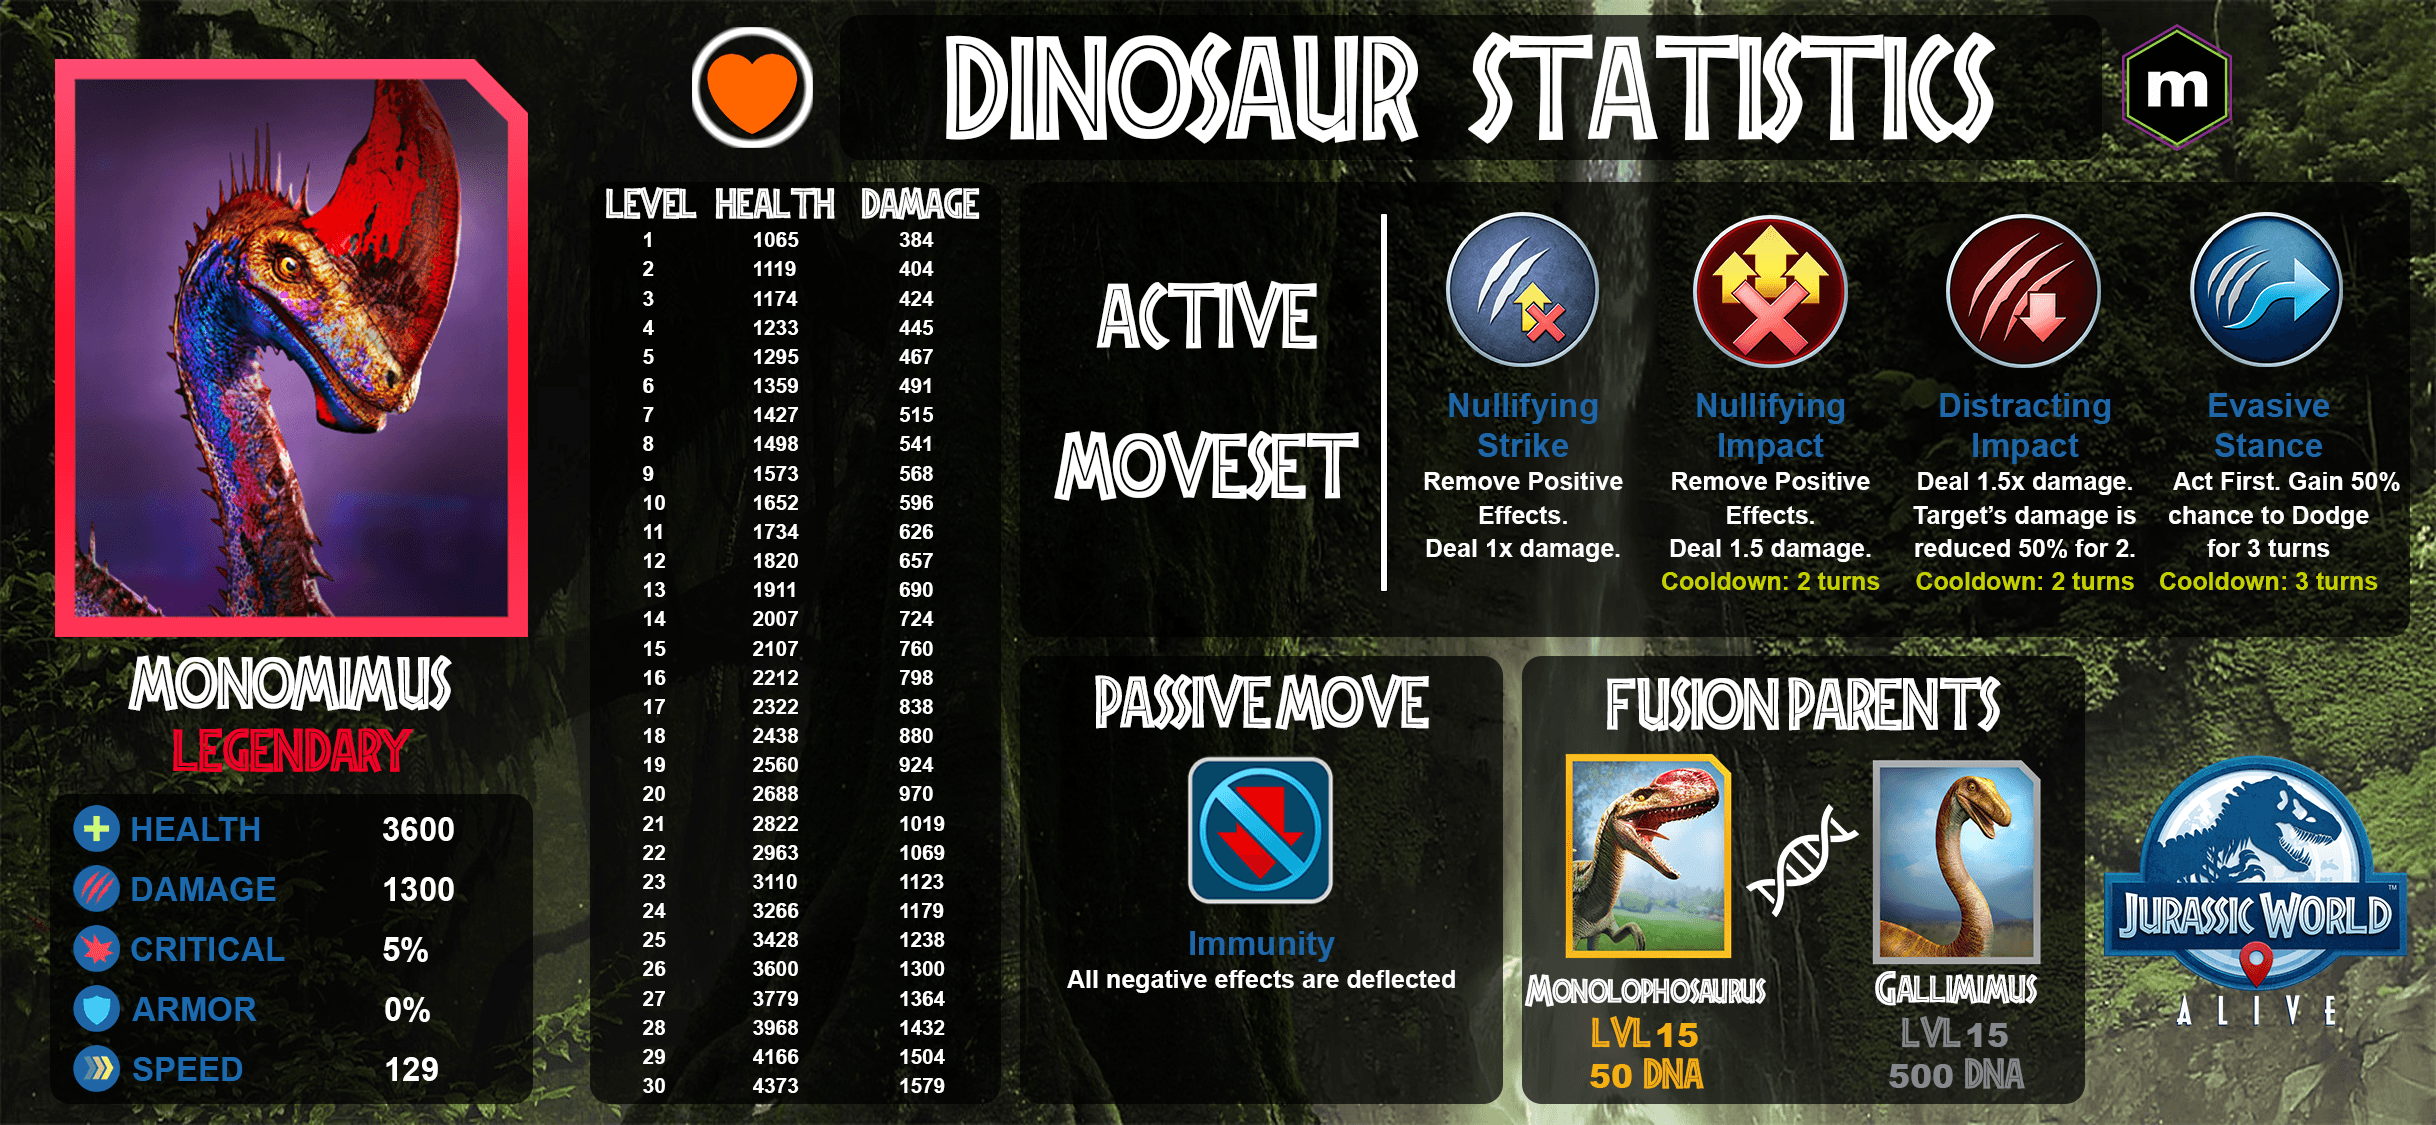 DINOSAUR STATISTICS
m
MONOMIMUS
LEGENDARY
HEALTH 3600
DAMAGE 1300
CRITICAL 5%
ARMOR 0%
SPEED 129
LEVEL HEALTH DAMAGE
1 1065 384
2 1119 404
3 1174 424
4 1233 445
5 1295 467
6 1359 491
7 1427 515
8 1498 541
9 1573 568
10 1652 596
11 1734 626
12 1820 657
13 1911 690
14 2007 724
15 2107 760
16 2212 798
17 2322 838
18 2438 880
19 2560 924
20 2688 970
21 2822 1019
22 2963 1069
23 3110 1123
24 3266 1179
25 3428 1238
26 3600 1300
27 3779 1364
28 3968 1432
29 4166 1504
30 4373 1579
ACTIVE
MOVESET
Nullifying
Strike
Remove Positive
Effects.
Deal 1x damage.
Nullifying
Impact
Remove Positive
Effects.
Deal 1.5 damage.
Cooldown: 2 turns
Distracting
Impact
Deal 1.5x damage.
Target's damage is
reduced 50% for 2.
Cooldown: 2 turns
Evasive
Stance
Act First. Gain 50%
chance to Dodge
for 3 turns
Cooldown: 3 turns
PASSIVE MOVE
Immunity
All negative effects are deflected
FUSION PARENTS
MONOLOPHOSAURUS
LVL 15
50 DNA
GALLIMIMUS
LVL 15
500 DNA
JURASSIC WORLD™
ALIVE